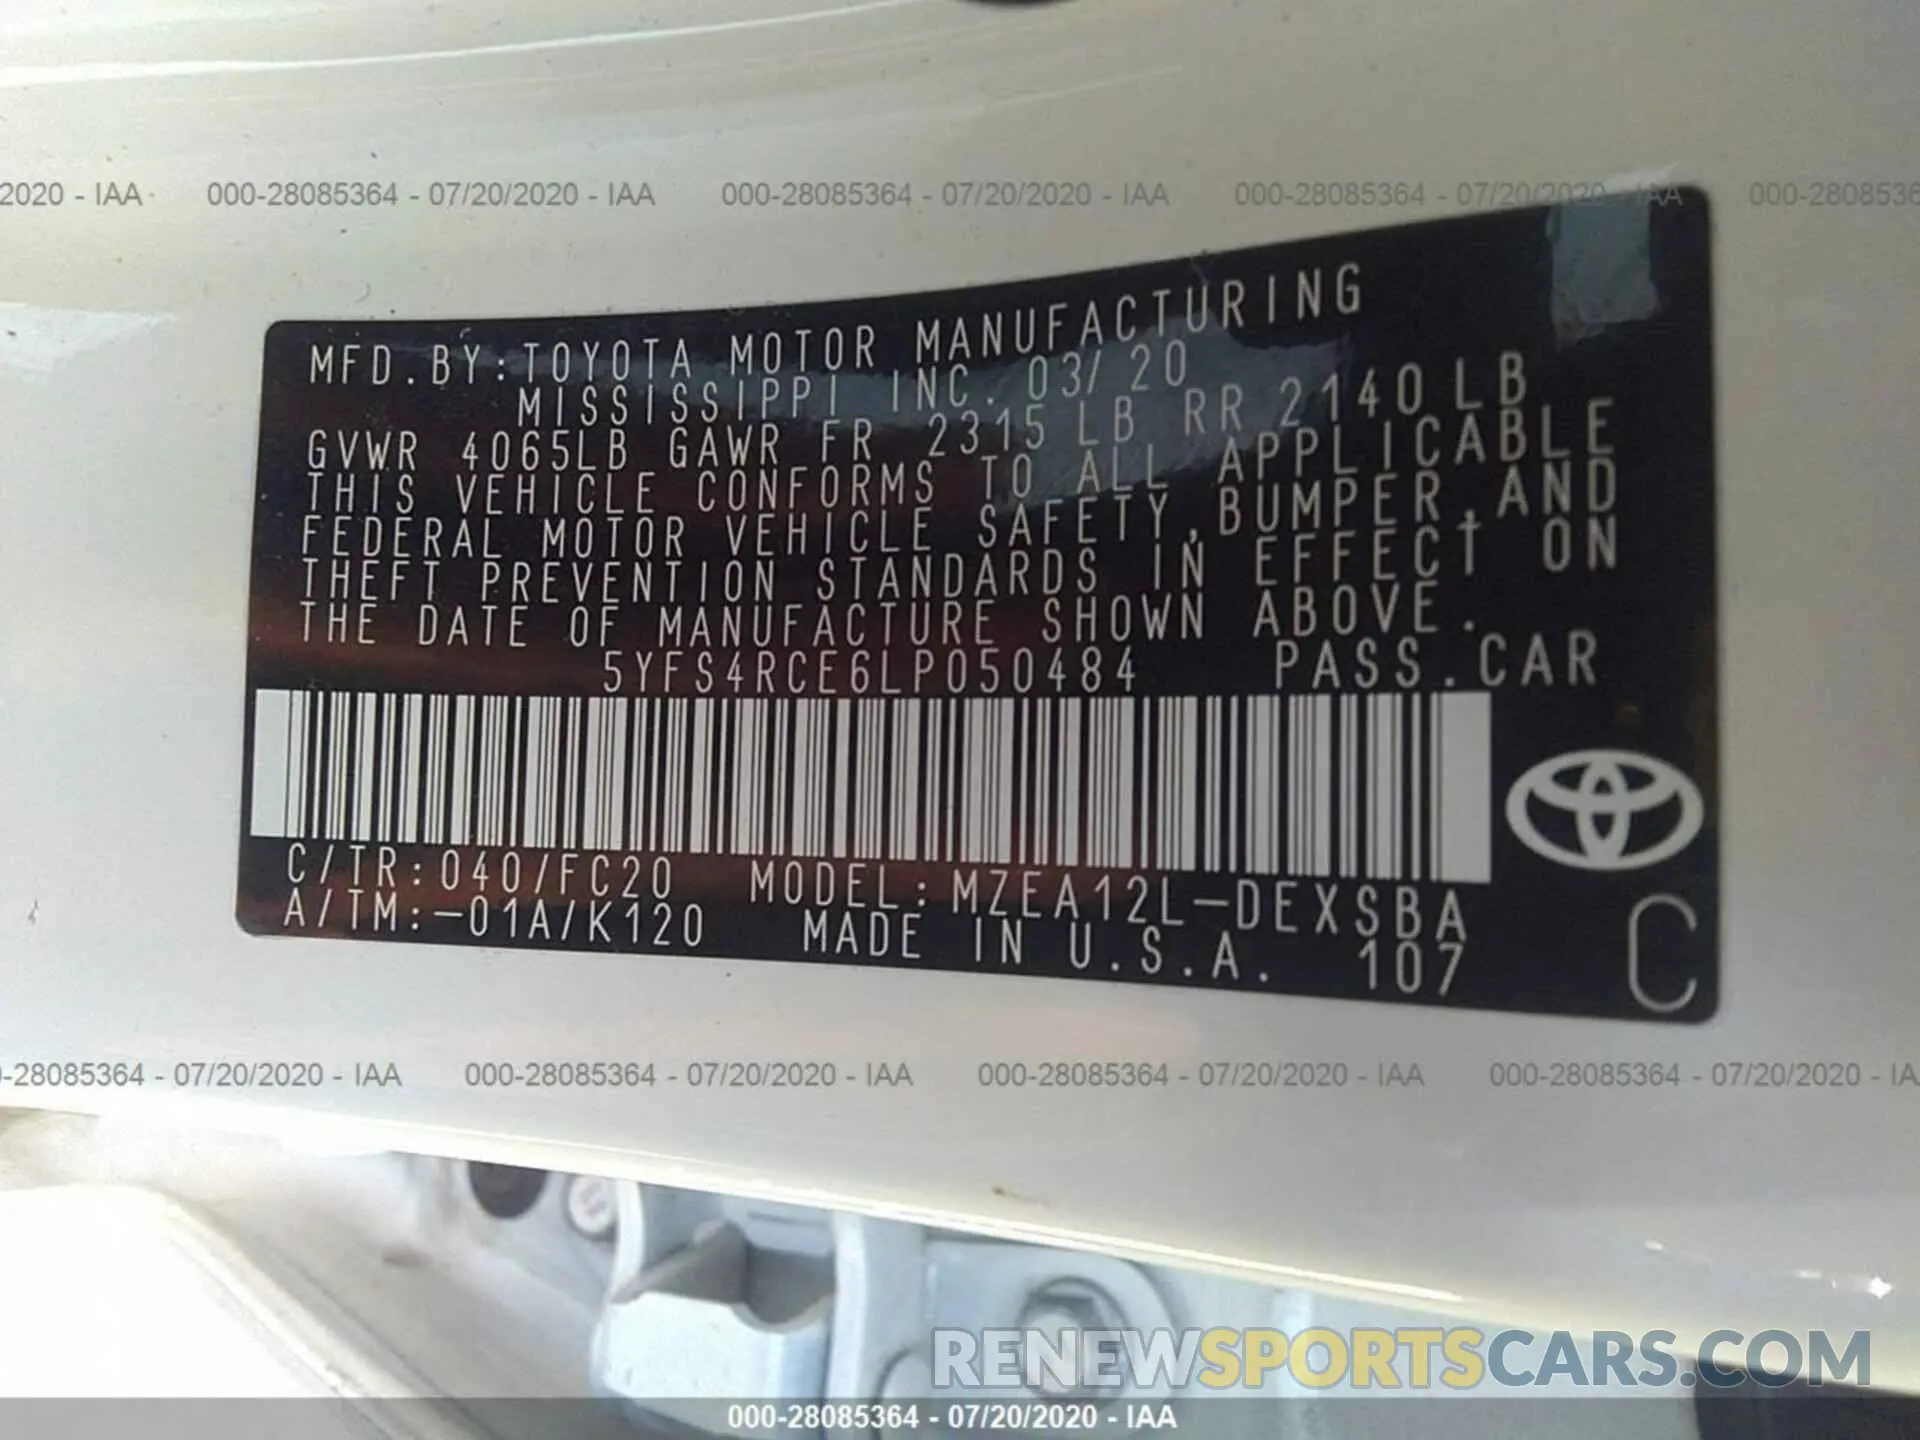 2020 - IAA 000-28085364 - 07/20/2020 - IAA 000-28085364 - 07/20/2020 - IAA 000-28085364 - 07/20/2020 - IAA 000-2808536
MFD.BY:TOYOTA MOTOR MANUFACTURING
MISSISSIPPI INC. 03/20
GVWR 4065LB GAWR FR 2315 LB RR 2140LB
THIS VEHICLE CONFORMS TO ALL APPLICABLE
FEDERAL MOTOR VEHICLE SAFETY,BUMPER,AND
THEFT PREVENTION STANDARDS IN EFFECT ON
THE DATE OF MANUFACTURE SHOWN ABOVE.
5YFS4RCE6LP050484 PASS.CAR
C/TR:040/FC20 MODEL:MZEA12L-DEXSBA
A/TM:-01A/K120 MADE IN U.S.A. 107
C
-28085364 - 07/20/2020 - IAA 000-28085364 - 07/20/2020 - IAA 000-28085364 - 07/20/2020 - IAA 000-28085364 - 07/20/2020 - IA
RENEWSPORTSCARS.COM
000-28085364 - 07/20/2020 - IAA